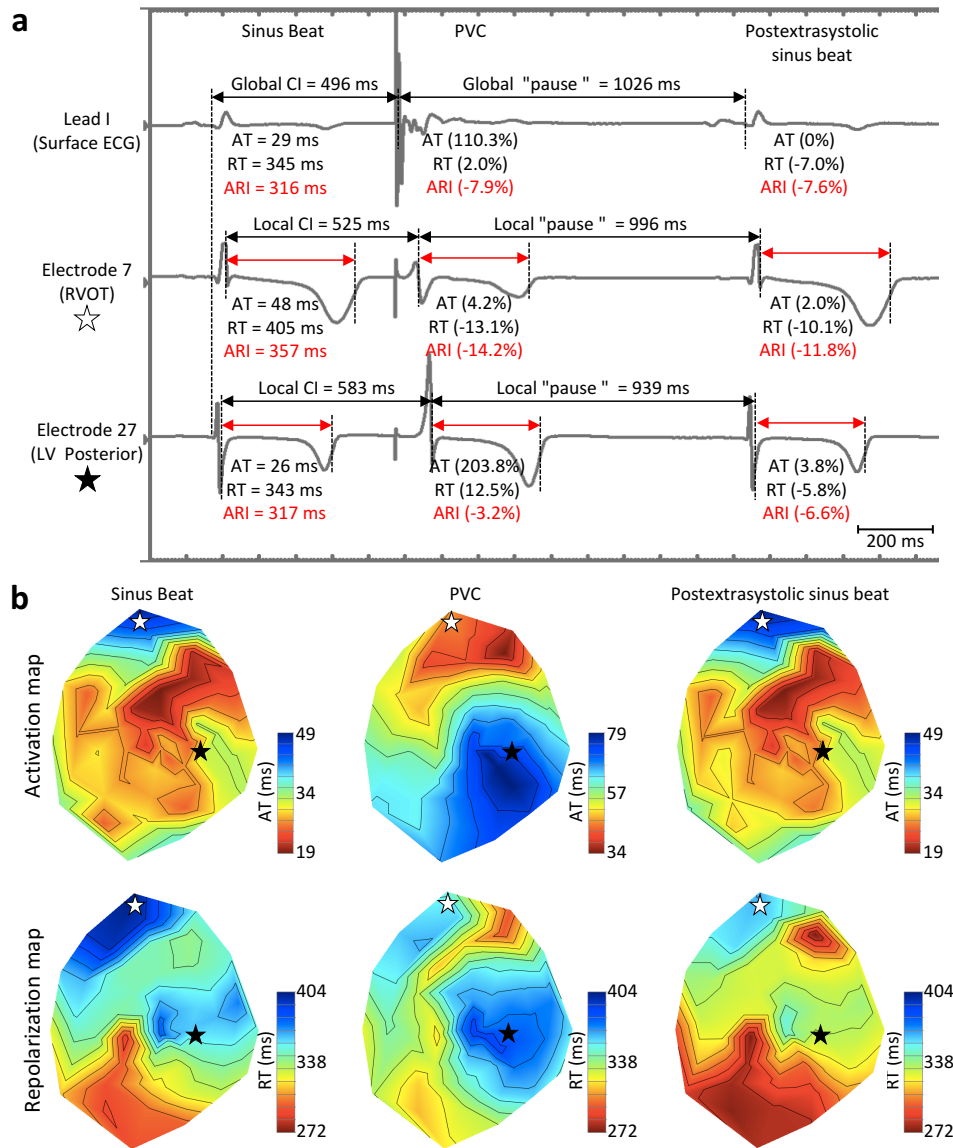 a
Sinus Beat
PVC
Postextrasystolic
sinus beat
Global CI = 496 ms
Global "pause " = 1026 ms
Lead I
(Surface ECG)
AT = 29 ms
RT = 345 ms
ARI = 316 ms
AT (110.3%)
RT (2.0%)
ARI (-7.9%)
AT (0%)
RT (-7.0%)
ARI (-7.6%)
Local CI = 525 ms
Local "pause " = 996 ms
Electrode 7
(RVOT)
AT = 48 ms
RT = 405 ms
ARI = 357 ms
AT (4.2%)
RT (-13.1%)
ARI (-14.2%)
AT (2.0%)
RT (-10.1%)
ARI (-11.8%)
Local CI = 583 ms
Local "pause " = 939 ms
Electrode 27
(LV Posterior)
AT = 26 ms
RT = 343 ms
ARI = 317 ms
AT (203.8%)
RT (12.5%)
ARI (-3.2%)
AT (3.8%)
RT (-5.8%)
ARI (-6.6%)
200 ms
b
Sinus Beat
PVC
Postextrasystolic sinus beat
Activation map
AT (ms)
49
34
19
AT (ms)
79
57
34
AT (ms)
49
34
19
Repolarization map
RT (ms)
404
338
272
RT (ms)
404
338
272
RT (ms)
404
338
272